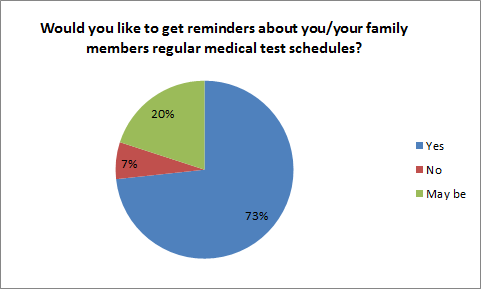 Would you like to get reminders about you/your family
members regular medical test schedules?
20%
7%
73%
Yes
No
May be